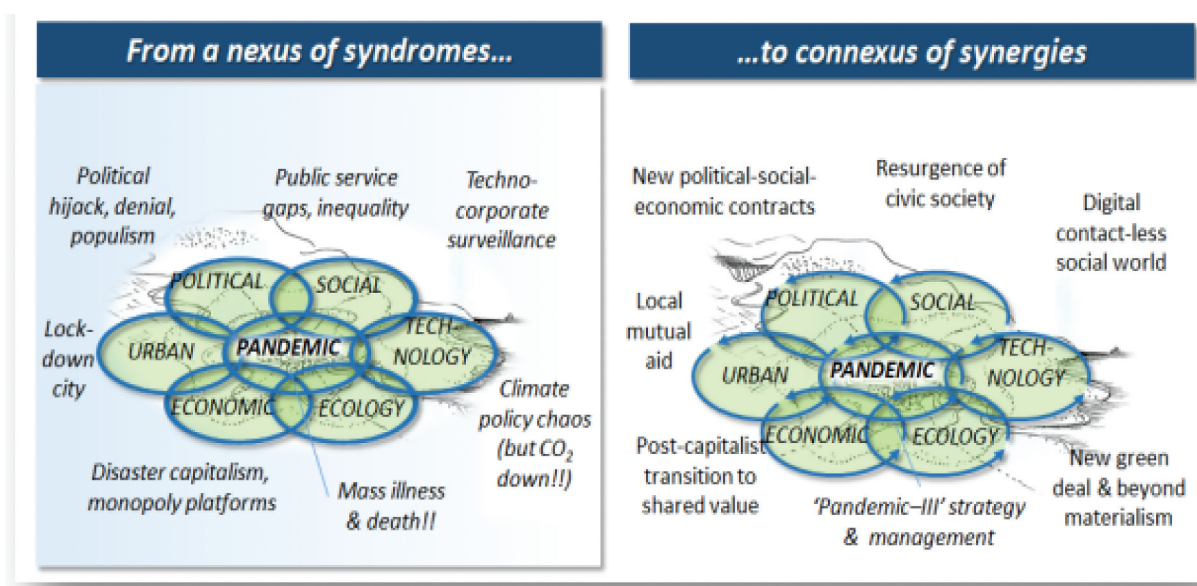 From a nexus of syndromes…
Political
hijack, denial,
populism
Public service
gaps, inequality
Techno-
corporate
surveillance
POLITICAL
SOCIAL
Lock-
down
city
URBAN
PANDEMIC
TECH-
NOLOGY
ECONOMIC
ECOLOGY
Climate
policy chaos
(but CO₂
down!!)
Disaster capitalism,
monopoly platforms
Mass illness
& death!!
…to connexus of synergies
New political-social-
economic contracts
Resurgence of
civic society
Digital
contact-less
social world
POLITICAL
SOCIAL
Local
mutual
aid
URBAN
PANDEMIC
TECH-
NOLOGY
ECONOMIC
ECOLOGY
Post-capitalist
transition to
shared value
‘Pandemic–III’ strategy
& management
New green
deal & beyond
materialism